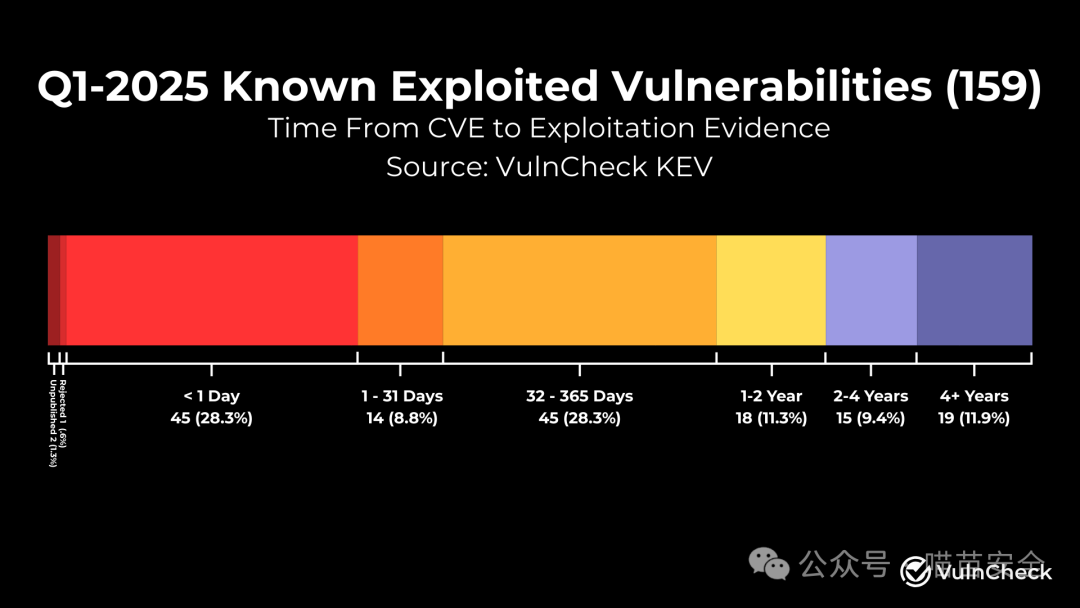 Q1-2025 Known Exploited Vulnerabilities (159)
Time From CVE to Exploitation Evidence
Source: VulnCheck KEV
Unpublished 2 (1.3%)
Rejected 1 (.6%)
< 1 Day
45 (28.3%)
1 - 31 Days
14 (8.8%)
32 - 365 Days
45 (28.3%)
1-2 Year
18 (11.3%)
2-4 Years
15 (9.4%)
4+ Years
19 (11.9%)
公众号 · 喵苗安全
VulnCheck